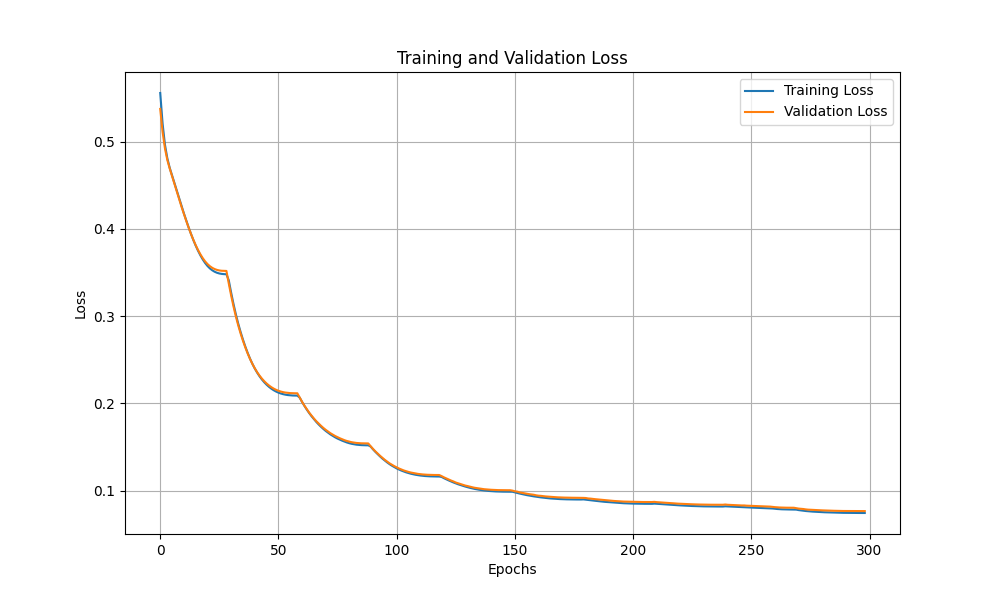 Training and Validation Loss
Training Loss
Validation Loss
0.5
0.4
0.3
0.2
0.1
Loss
0 50 100 150 200 250 300
Epochs